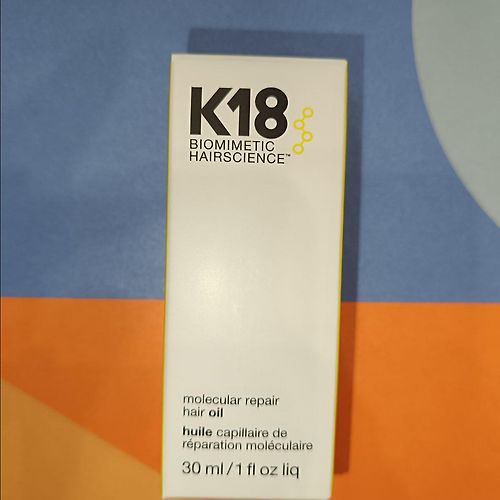 K18
BIOMIMETIC
HAIRSCIENCE™
molecular repair
hair oil
huile capillaire de
réparation moléculaire
30 ml / 1 fl oz liq